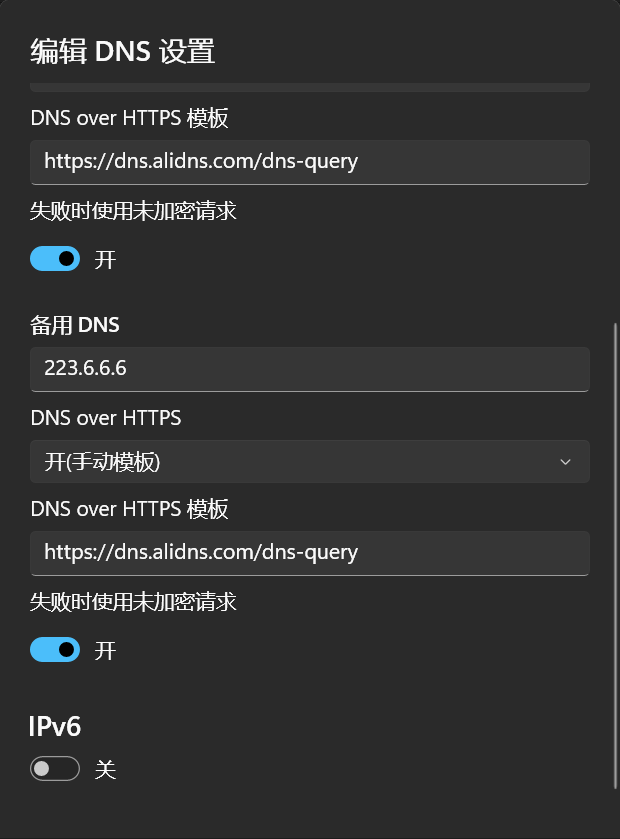 编辑 DNS 设置
DNS over HTTPS 模板
https://dns.alidns.com/dns-query
失败时使用未加密请求
开
备用 DNS
223.6.6.6
DNS over HTTPS
开(手动模板)
DNS over HTTPS 模板
https://dns.alidns.com/dns-query
失败时使用未加密请求
开
IPv6
关